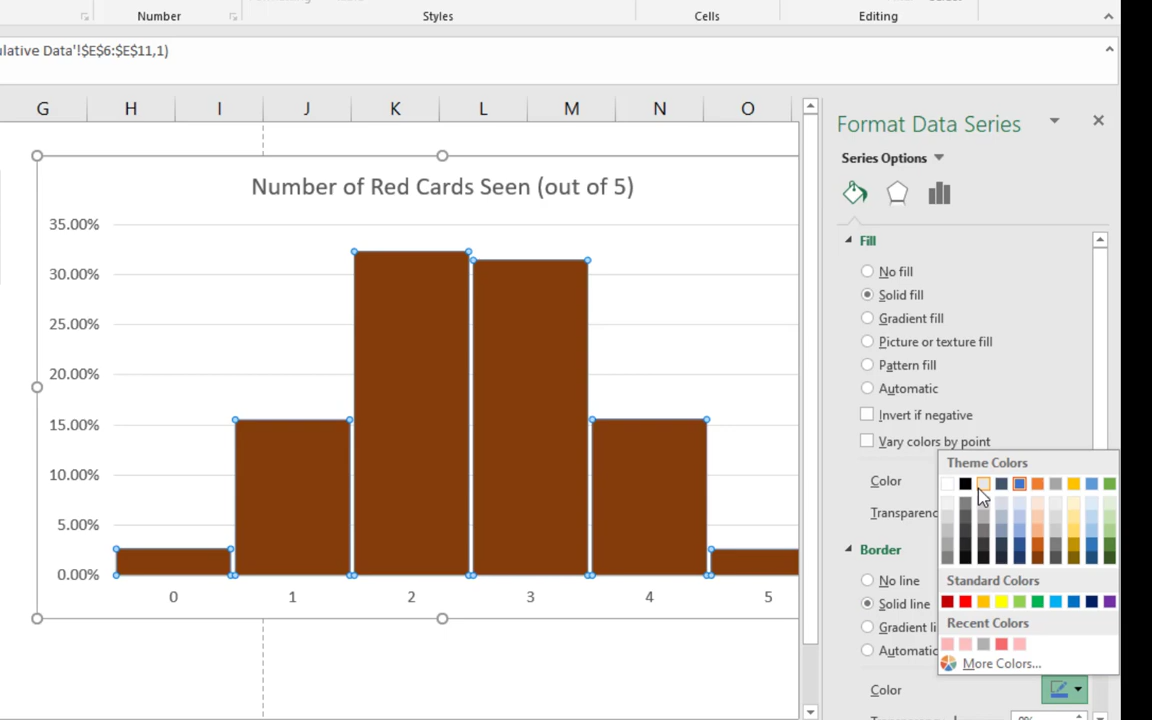 Number
Styles
Cells
Editing
ulative Data'!$E$6:$E$11,1)
G H I J K L M N O
Format Data Series
Series Options
Number of Red Cards Seen (out of 5)
35.00%
30.00%
25.00%
20.00%
15.00%
10.00%
5.00%
0.00%
0 1 2 3 4 5
Fill
No fill
Solid fill
Gradient fill
Picture or texture fill
Pattern fill
Automatic
Invert if negative
Vary colors by point
Color
Transparenc
Theme Colors
Standard Colors
Recent Colors
More Colors...
Border
No line
Solid line
Gradient li
Automatic
Color